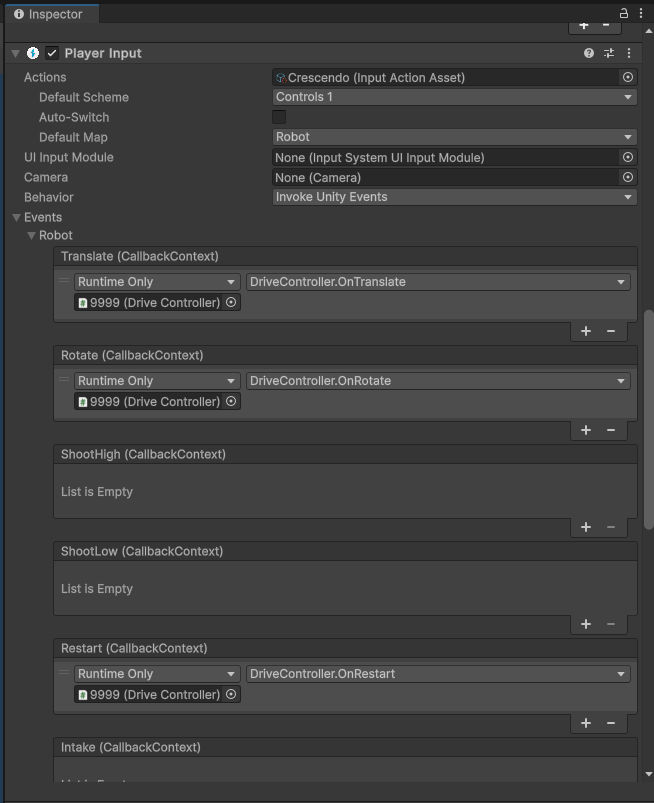 Inspector
Player Input
Actions Crescendo (Input Action Asset)
Default Scheme Controls 1
Auto-Switch
Default Map Robot
UI Input Module None (Input System UI Input Module)
Camera None (Camera)
Behavior Invoke Unity Events
Events
Robot
Translate (CallbackContext)
Runtime Only DriveController.OnTranslate
9999 (Drive Controller)
Rotate (CallbackContext)
Runtime Only DriveController.OnRotate
9999 (Drive Controller)
ShootHigh (CallbackContext)
List is Empty
ShootLow (CallbackContext)
List is Empty
Restart (CallbackContext)
Runtime Only DriveController.OnRestart
9999 (Drive Controller)
Intake (CallbackContext)